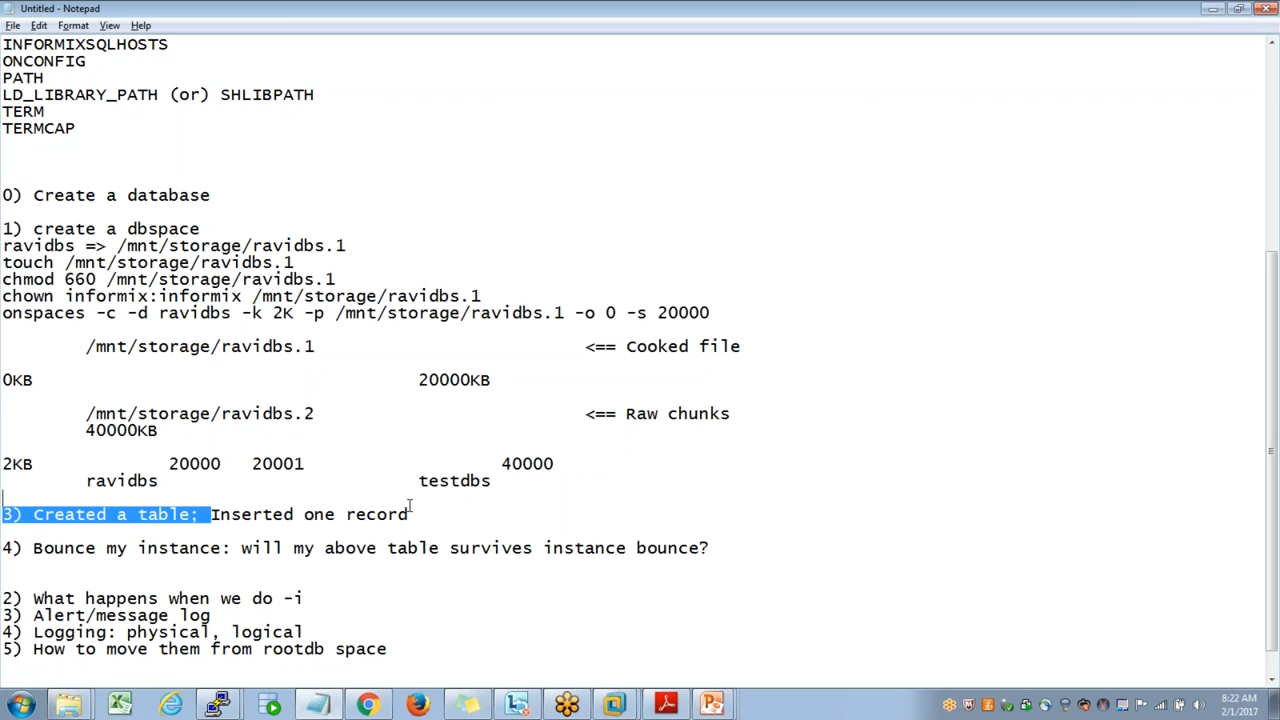 Untitled - Notepad
File Edit Format View Help
INFORMIXSQLHOSTS
ONCONFIG
PATH
LD_LIBRARY_PATH (or) SHLIBPATH
TERM
TERMCAP
0) Create a database
1) create a dbspace
ravidbs => /mnt/storage/ravidbs.1
touch /mnt/storage/ravidbs.1
chmod 660 /mnt/storage/ravidbs.1
chown informix:informix /mnt/storage/ravidbs.1
onspaces -c -d ravidbs -k 2K -p /mnt/storage/ravidbs.1 -o 0 -s 20000
/mnt/storage/ravidbs.1 <== Cooked file
0KB 20000KB
/mnt/storage/ravidbs.2 <== Raw chunks
40000KB
2KB 20000 20001 40000
ravidbs testdbs
3) Created a table; Inserted one record
4) Bounce my instance: will my above table survives instance bounce?
2) What happens when we do -i
3) Alert/message log
4) Logging: physical, logical
5) How to move them from rootdb space
8:22 AM
2/1/2017